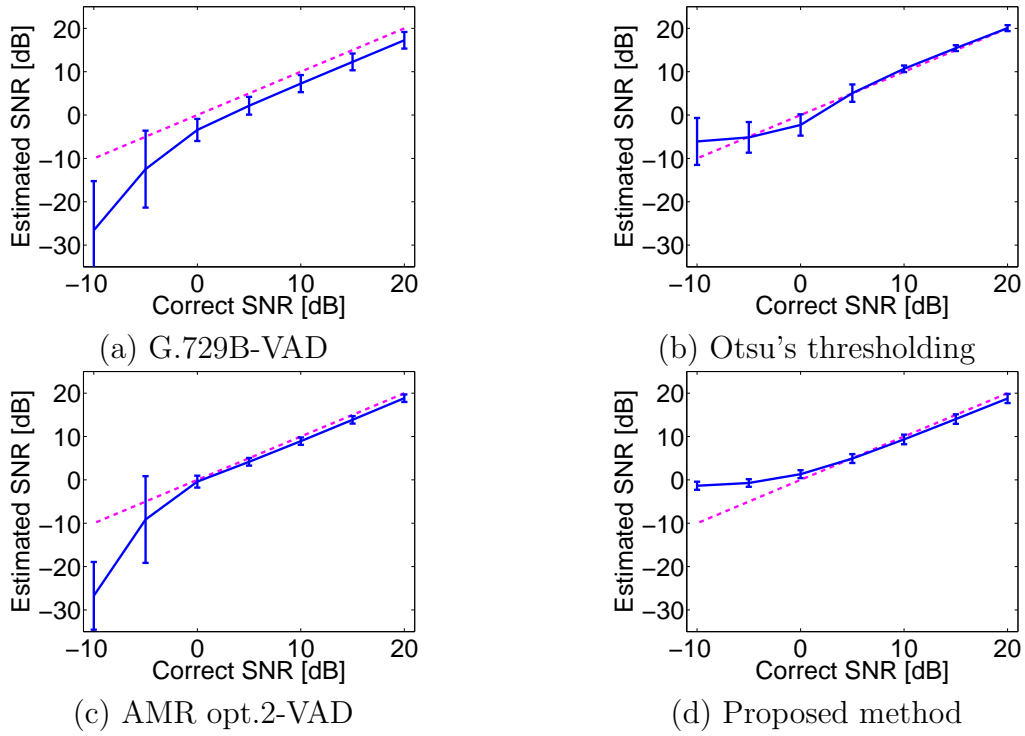 20
10
0
−10
−20
−30
Estimated SNR [dB]
−10 0 10 20
Correct SNR [dB]
(a) G.729B-VAD
20
10
0
−10
−20
−30
Estimated SNR [dB]
−10 0 10 20
Correct SNR [dB]
(b) Otsu's thresholding
20
10
0
−10
−20
−30
Estimated SNR [dB]
−10 0 10 20
Correct SNR [dB]
(c) AMR opt.2-VAD
20
10
0
−10
−20
−30
Estimated SNR [dB]
−10 0 10 20
Correct SNR [dB]
(d) Proposed method